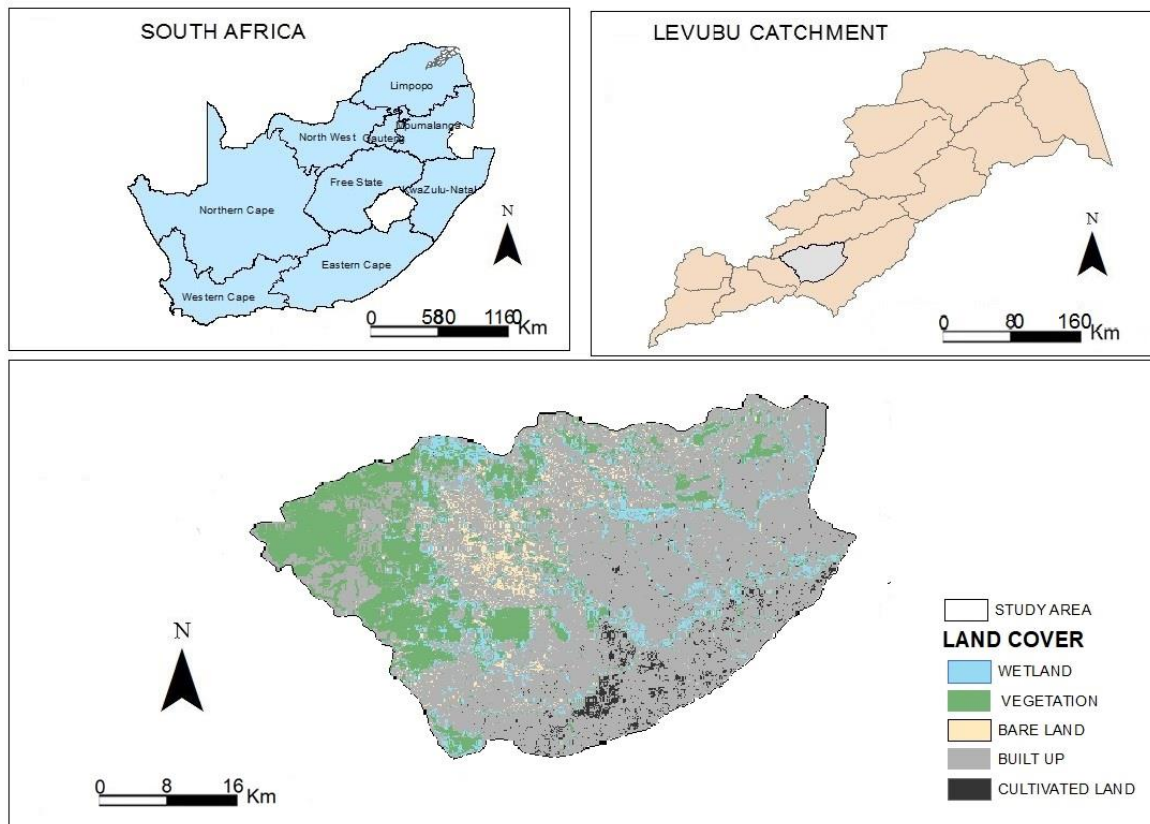 SOUTH AFRICA
Limpopo
Mpumalanga
North West
Gauteng
Free State
KwaZulu-Natal
Northern Cape
Eastern Cape
Western Cape
N
0 580 1160 Km
LEVUBU CATCHMENT
N
0 80 160 Km
N
0 8 16 Km
STUDY AREA
LAND COVER
WETLAND
VEGETATION
BARE LAND
BUILT UP
CULTIVATED LAND